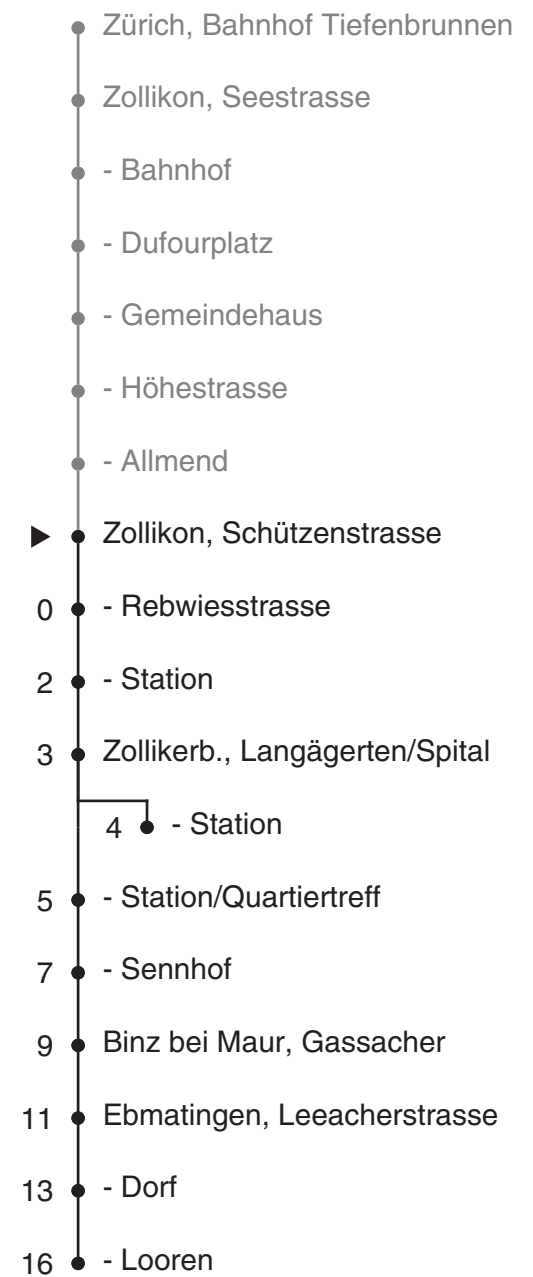 Zürich, Bahnhof Tiefenbrunnen
Zollikon, Seestrasse
- Bahnhof
- Dufourplatz
- Gemeindehaus
- Höhestrasse
- Allmend
Zollikon, Schützenstrasse
0 - Rebwiesstrasse
2 - Station
3 Zollikerb., Langägerten/Spital
4 - Station
5 - Station/Quartiertreff
7 - Sennhof
9 Binz bei Maur, Gassacher
11 Ebmatingen, Leeacherstrasse
13 - Dorf
16 - Looren